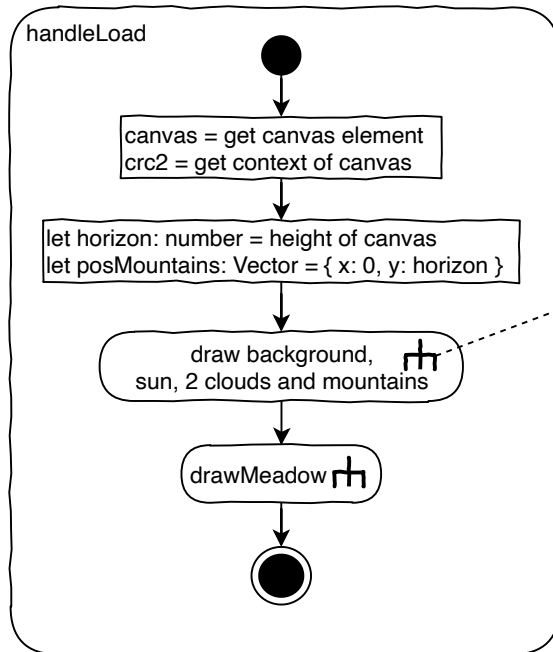 handleLoad
canvas = get canvas element
crc2 = get context of canvas
let horizon: number = height of canvas
let posMountains: Vector = { x: 0, y: horizon }
draw background,
sun, 2 clouds and mountains
drawMeadow